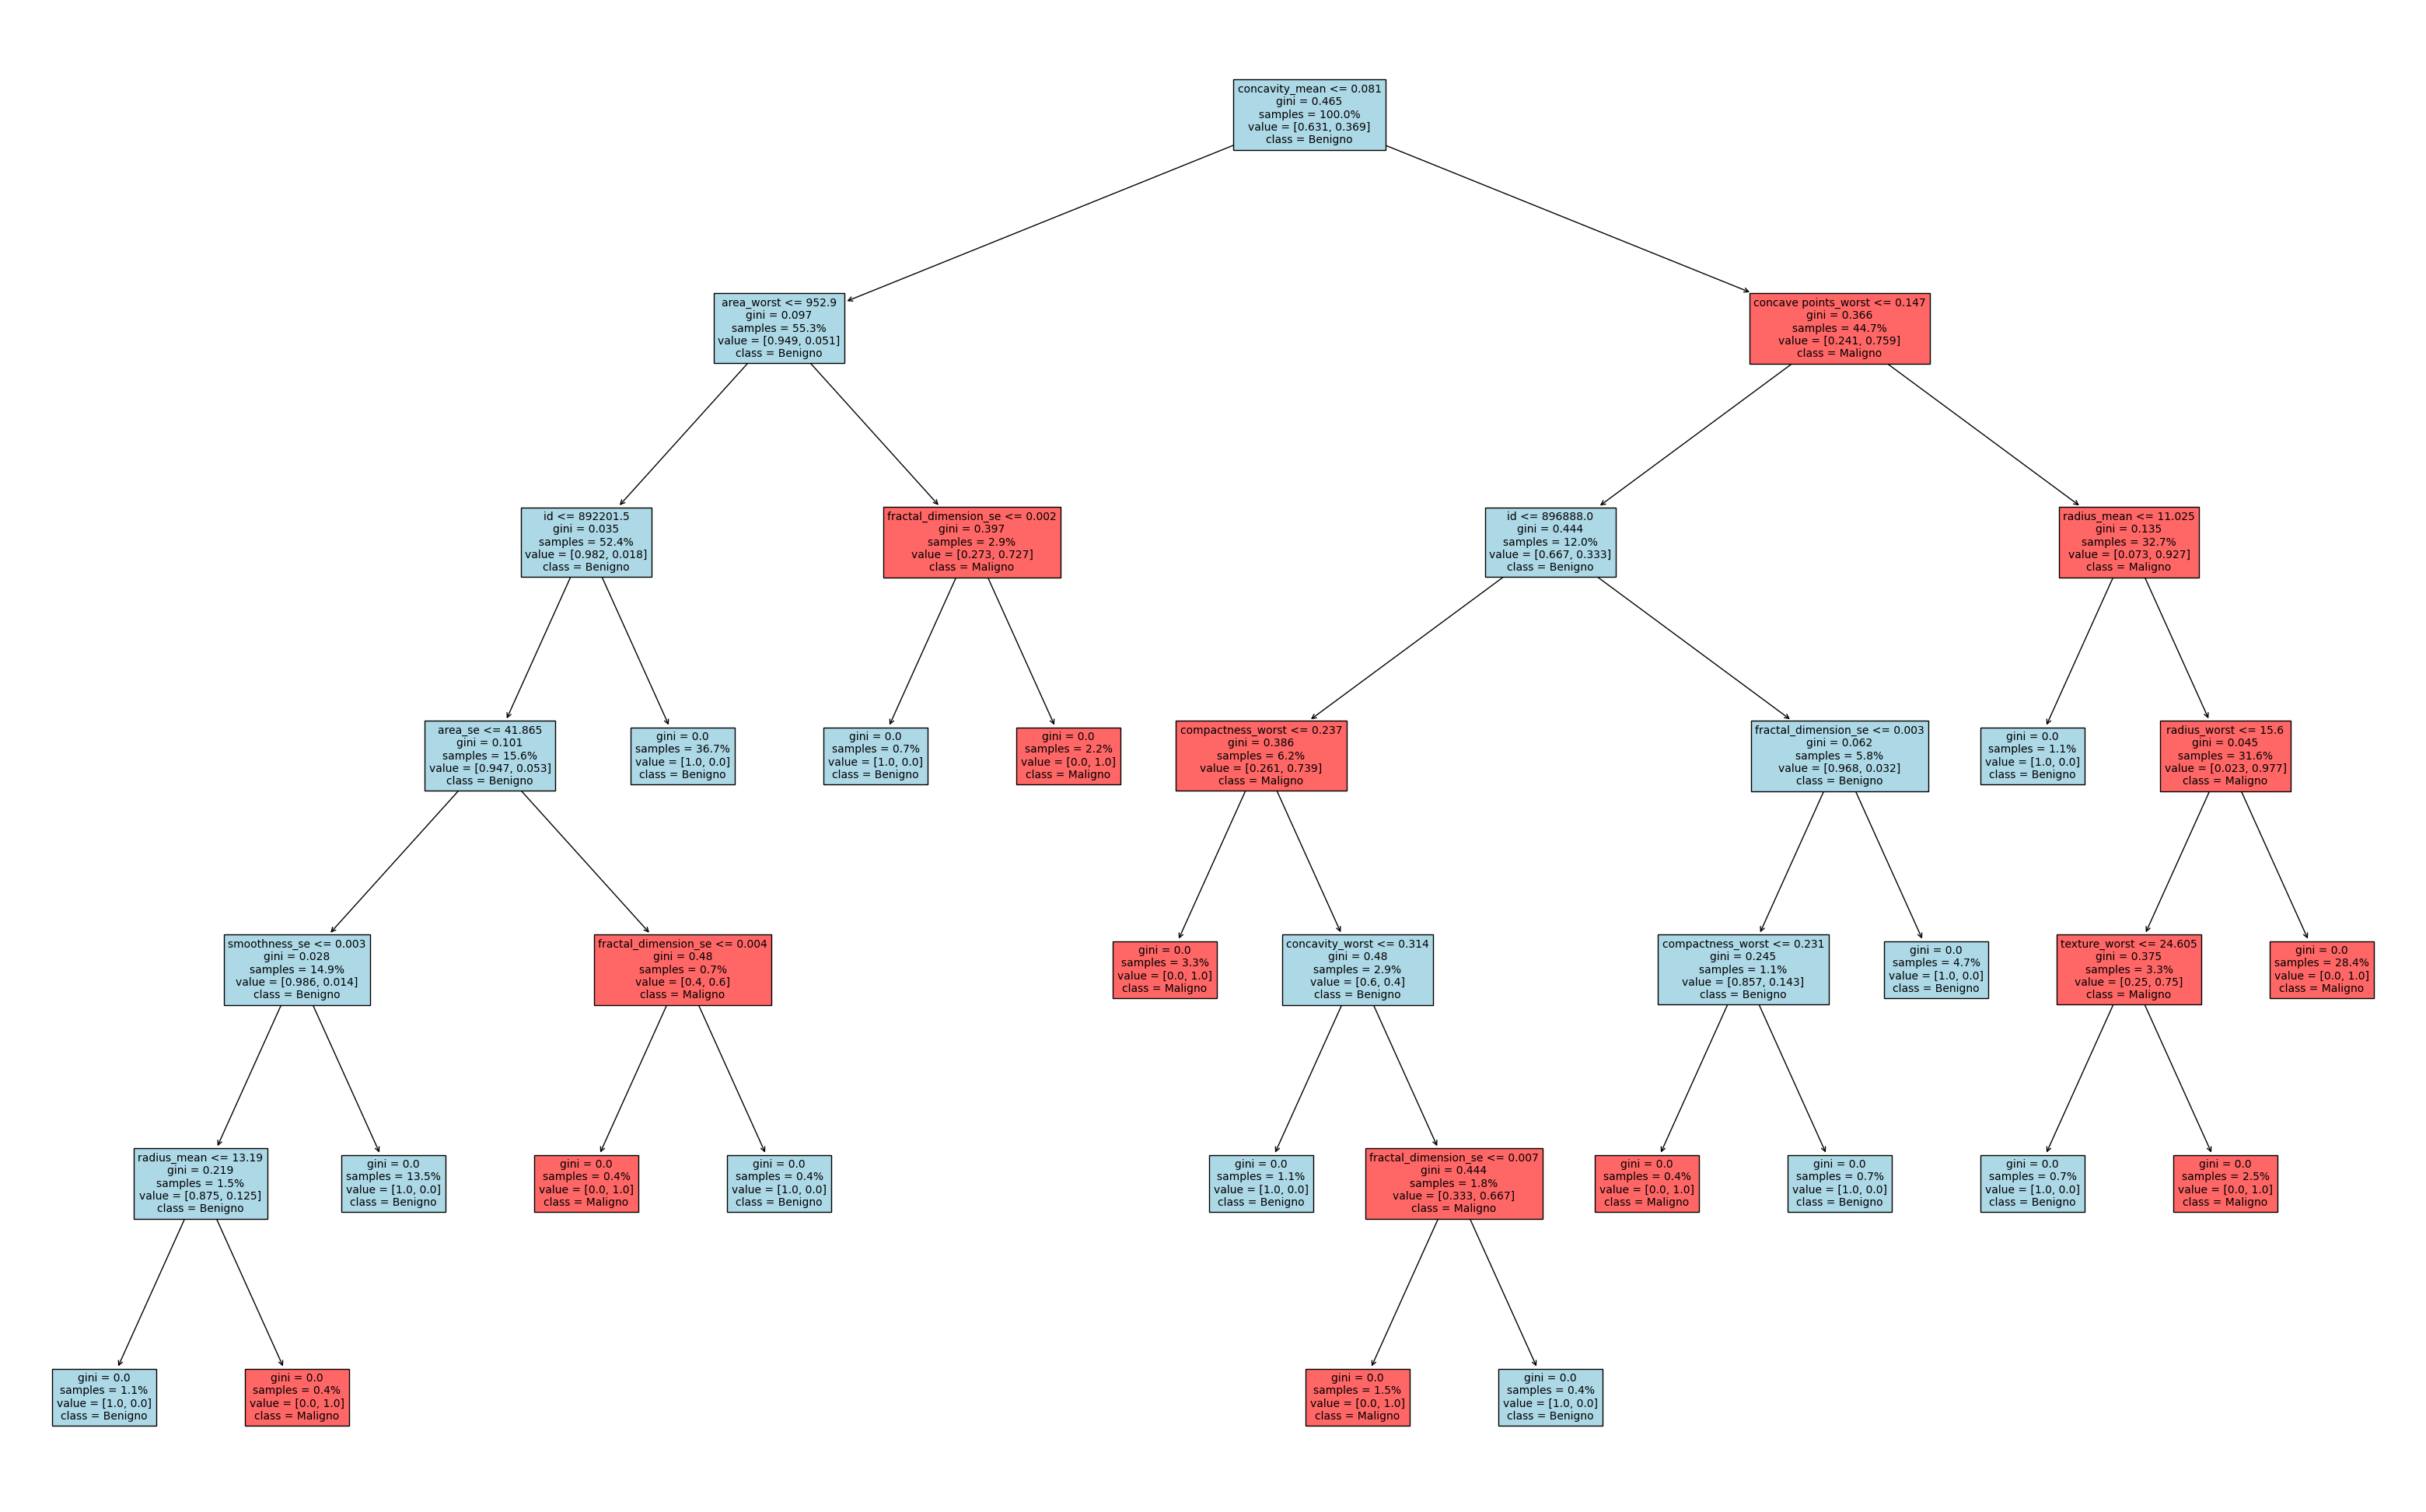 concavity_mean <= 0.081
gini = 0.465
samples = 100.0%
value = [0.631, 0.369]
class = Benigno
area_worst <= 952.9
gini = 0.097
samples = 55.3%
value = [0.949, 0.051]
class = Benigno
concave points_worst <= 0.147
gini = 0.366
samples = 44.7%
value = [0.241, 0.759]
class = Maligno
id <= 892201.5
gini = 0.035
samples = 52.4%
value = [0.982, 0.018]
class = Benigno
fractal_dimension_se <= 0.002
gini = 0.397
samples = 2.9%
value = [0.273, 0.727]
class = Maligno
id <= 896888.0
gini = 0.444
samples = 12.0%
value = [0.667, 0.333]
class = Benigno
radius_mean <= 11.025
gini = 0.135
samples = 32.7%
value = [0.073, 0.927]
class = Maligno
area_se <= 41.865
gini = 0.101
samples = 15.6%
value = [0.947, 0.053]
class = Benigno
gini = 0.0
samples = 36.7%
value = [1.0, 0.0]
class = Benigno
gini = 0.0
samples = 0.7%
value = [1.0, 0.0]
class = Benigno
gini = 0.0
samples = 2.2%
value = [0.0, 1.0]
class = Maligno
compactness_worst <= 0.237
gini = 0.386
samples = 6.2%
value = [0.261, 0.739]
class = Maligno
fractal_dimension_se <= 0.003
gini = 0.062
samples = 5.8%
value = [0.968, 0.032]
class = Benigno
gini = 0.0
samples = 1.1%
value = [1.0, 0.0]
class = Benigno
radius_worst <= 15.6
gini = 0.045
samples = 31.6%
value = [0.023, 0.977]
class = Maligno
smoothness_se <= 0.003
gini = 0.028
samples = 14.9%
value = [0.986, 0.014]
class = Benigno
fractal_dimension_se <= 0.004
gini = 0.48
samples = 0.7%
value = [0.4, 0.6]
class = Maligno
gini = 0.0
samples = 3.3%
value = [0.0, 1.0]
class = Maligno
concavity_worst <= 0.314
gini = 0.48
samples = 2.9%
value = [0.6, 0.4]
class = Benigno
compactness_worst <= 0.231
gini = 0.245
samples = 1.1%
value = [0.857, 0.143]
class = Benigno
gini = 0.0
samples = 4.7%
value = [1.0, 0.0]
class = Benigno
texture_worst <= 24.605
gini = 0.375
samples = 3.3%
value = [0.25, 0.75]
class = Maligno
gini = 0.0
samples = 28.4%
value = [0.0, 1.0]
class = Maligno
radius_mean <= 13.19
gini = 0.219
samples = 1.5%
value = [0.875, 0.125]
class = Benigno
gini = 0.0
samples = 13.5%
value = [1.0, 0.0]
class = Benigno
gini = 0.0
samples = 0.4%
value = [0.0, 1.0]
class = Maligno
gini = 0.0
samples = 0.4%
value = [1.0, 0.0]
class = Benigno
gini = 0.0
samples = 1.1%
value = [1.0, 0.0]
class = Benigno
fractal_dimension_se <= 0.007
gini = 0.444
samples = 1.8%
value = [0.333, 0.667]
class = Maligno
gini = 0.0
samples = 0.4%
value = [0.0, 1.0]
class = Maligno
gini = 0.0
samples = 0.7%
value = [1.0, 0.0]
class = Benigno
gini = 0.0
samples = 0.7%
value = [1.0, 0.0]
class = Benigno
gini = 0.0
samples = 2.5%
value = [0.0, 1.0]
class = Maligno
gini = 0.0
samples = 1.1%
value = [1.0, 0.0]
class = Benigno
gini = 0.0
samples = 0.4%
value = [0.0, 1.0]
class = Maligno
gini = 0.0
samples = 1.5%
value = [0.0, 1.0]
class = Maligno
gini = 0.0
samples = 0.4%
value = [1.0, 0.0]
class = Benigno